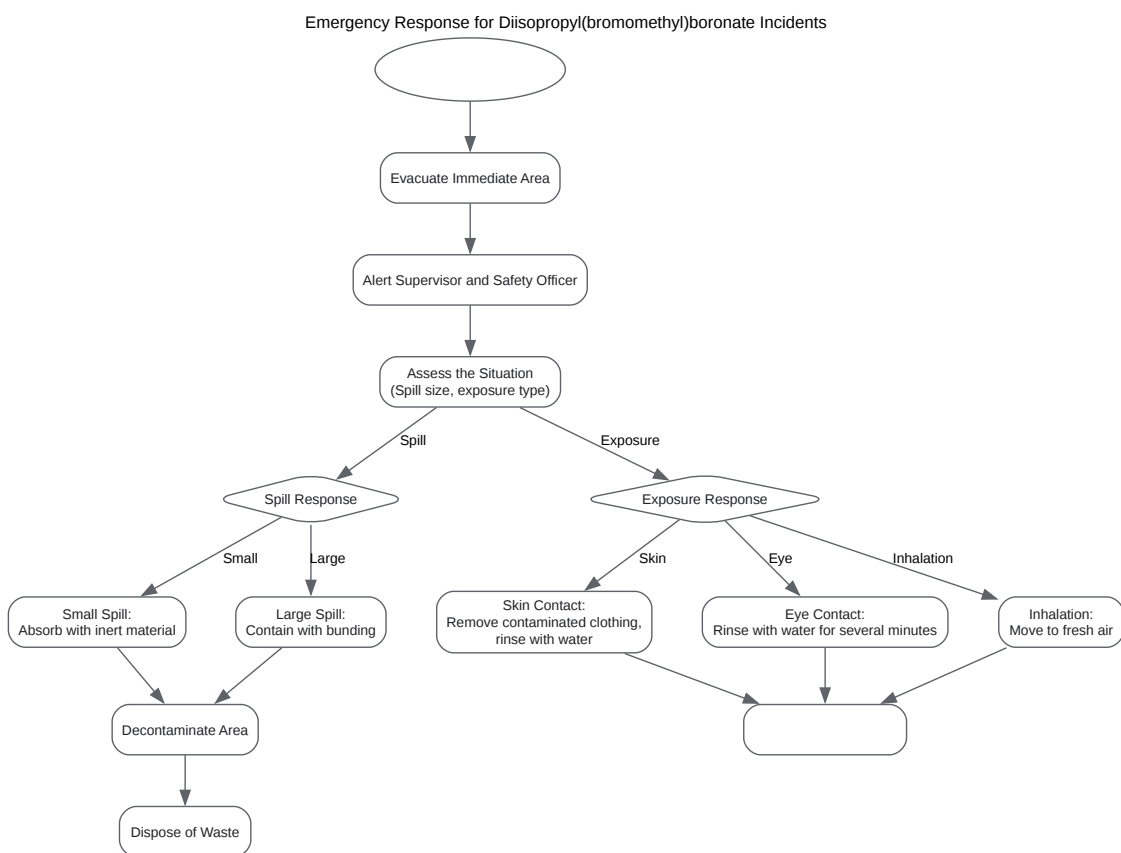 Emergency Response for Diisopropyl(bromomethyl)boronate Incidents
Evacuate Immediate Area
Alert Supervisor and Safety Officer
Assess the Situation
(Spill size, exposure type)
Spill
Exposure
Spill Response
Exposure Response
Small
Large
Skin
Eye
Inhalation
Small Spill:
Absorb with inert material
Large Spill:
Contain with bunding
Skin Contact:
Remove contaminated clothing,
rinse with water
Eye Contact:
Rinse with water for several minutes
Inhalation:
Move to fresh air
Decontaminate Area
Dispose of Waste